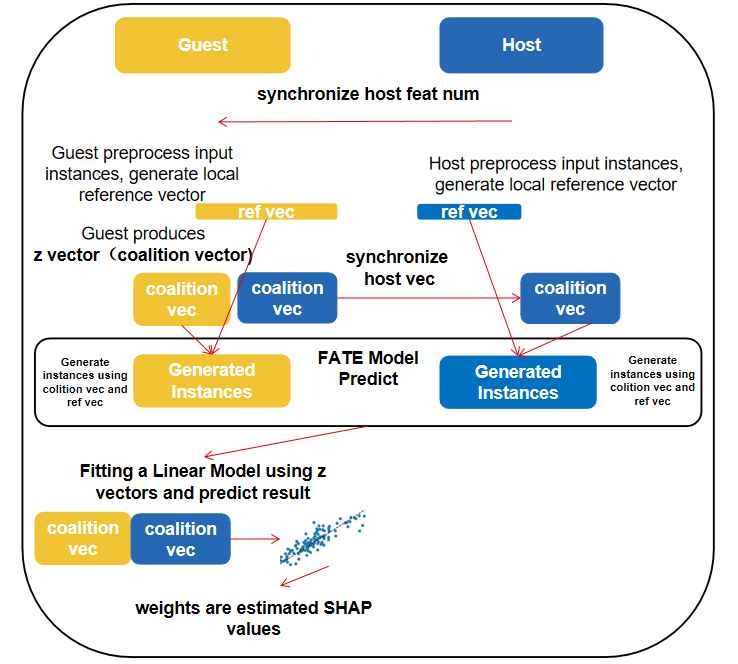 Guest
Host
synchronize host feat num
Guest preprocess input
instances, generate local
reference vector
Host preprocess input instances,
generate local reference vector
ref vec
ref vec
Guest produces
z vector（coalition vector)
synchronize
host vec
coalition
vec
coalition
vec
coalition
vec
Generate
instances using
colition vec and
ref vec
Generated
Instances
FATE Model
Predict
Generated
Instances
Generate
instances using
colition vec and
ref vec
Fitting a Linear Model using z
vectors and predict result
coalition
vec
coalition
vec
weights are estimated SHAP
values